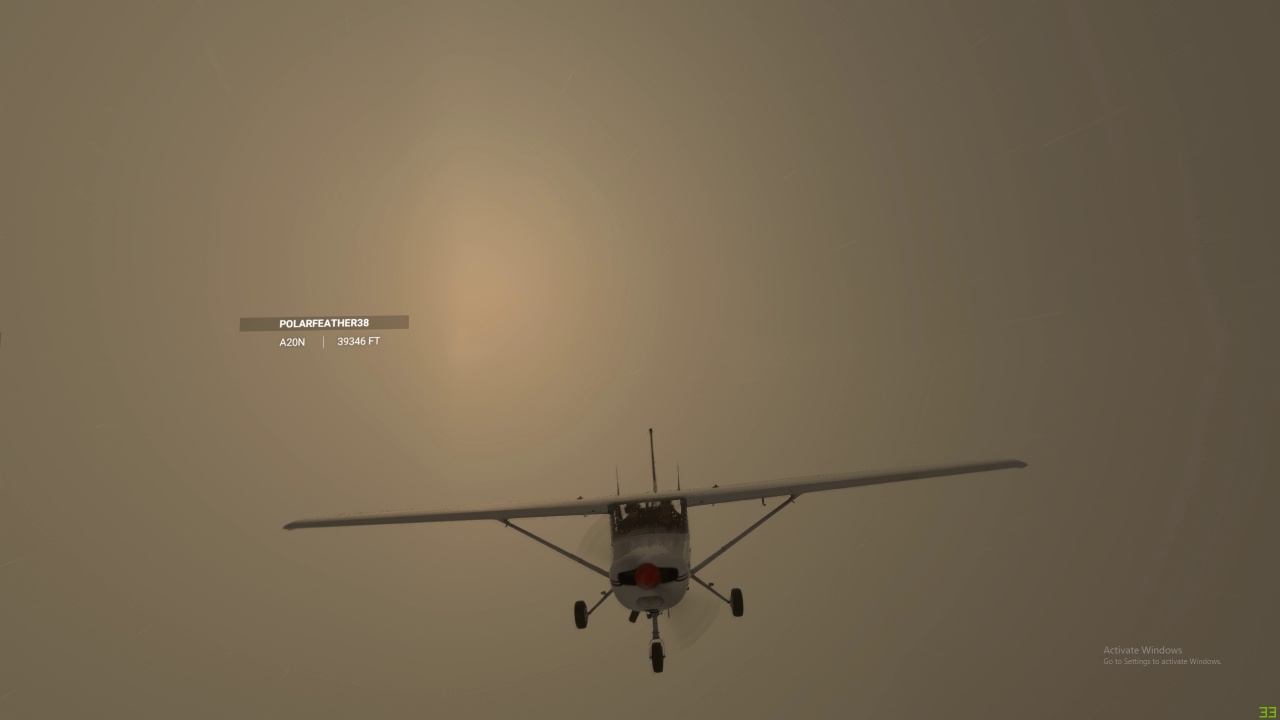 POLARFEATHER38
A20N | 39346 FT
Activate Windows
Go to Settings to activate Windows.
33